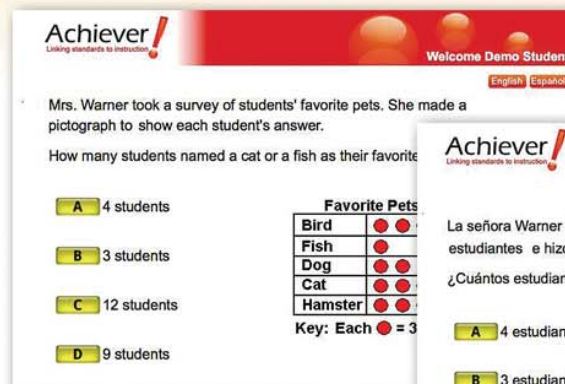 Achiever!
Linking standards to instruction
Welcome Demo Studen
English Español
Mrs. Warner took a survey of students' favorite pets. She made a
pictograph to show each student's answer.
How many students named a cat or a fish as their favorite
A 4 students
B 3 students
C 12 students
D 9 students
Favorite Pets
Bird
Fish
Dog
Cat
Hamster
Key: Each = 3
Achiever!
Linking standards to instruction
La señora Warner
estudiantes e hizo
¿Cuántos estudian
A 4 estudian
B 3 estudian